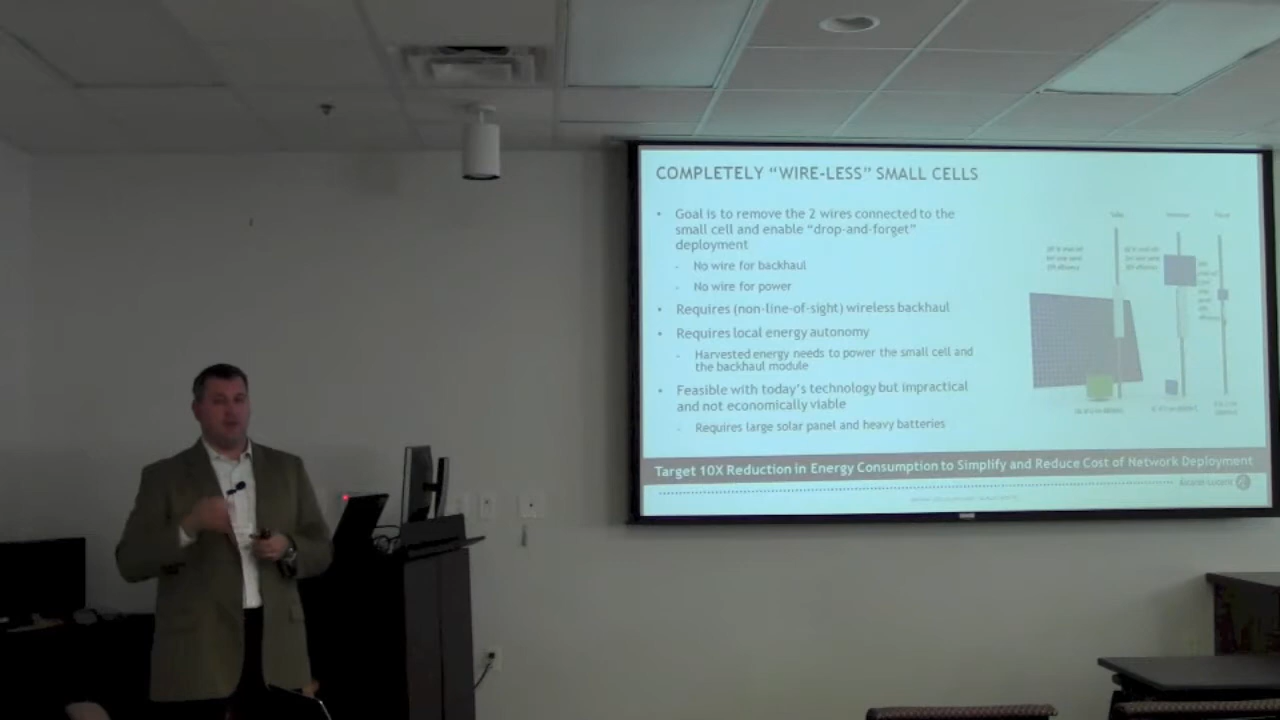 COMPLETELY “WIRE-LESS” SMALL CELLS
• Goal is to remove the 2 wires connected to the
small cell and enable “drop-and-forget”
deployment
- No wire for backhaul
- No wire for power
• Requires (non-line-of-sight) wireless backhaul
• Requires local energy autonomy
- Harvested energy needs to power the small cell and
the backhaul module
• Feasible with today’s technology but impractical
and not economically viable
- Requires large solar panel and heavy batteries
Target 10X Reduction in Energy Consumption to Simplify and Reduce Cost of Network Deployment
Alcatel-Lucent